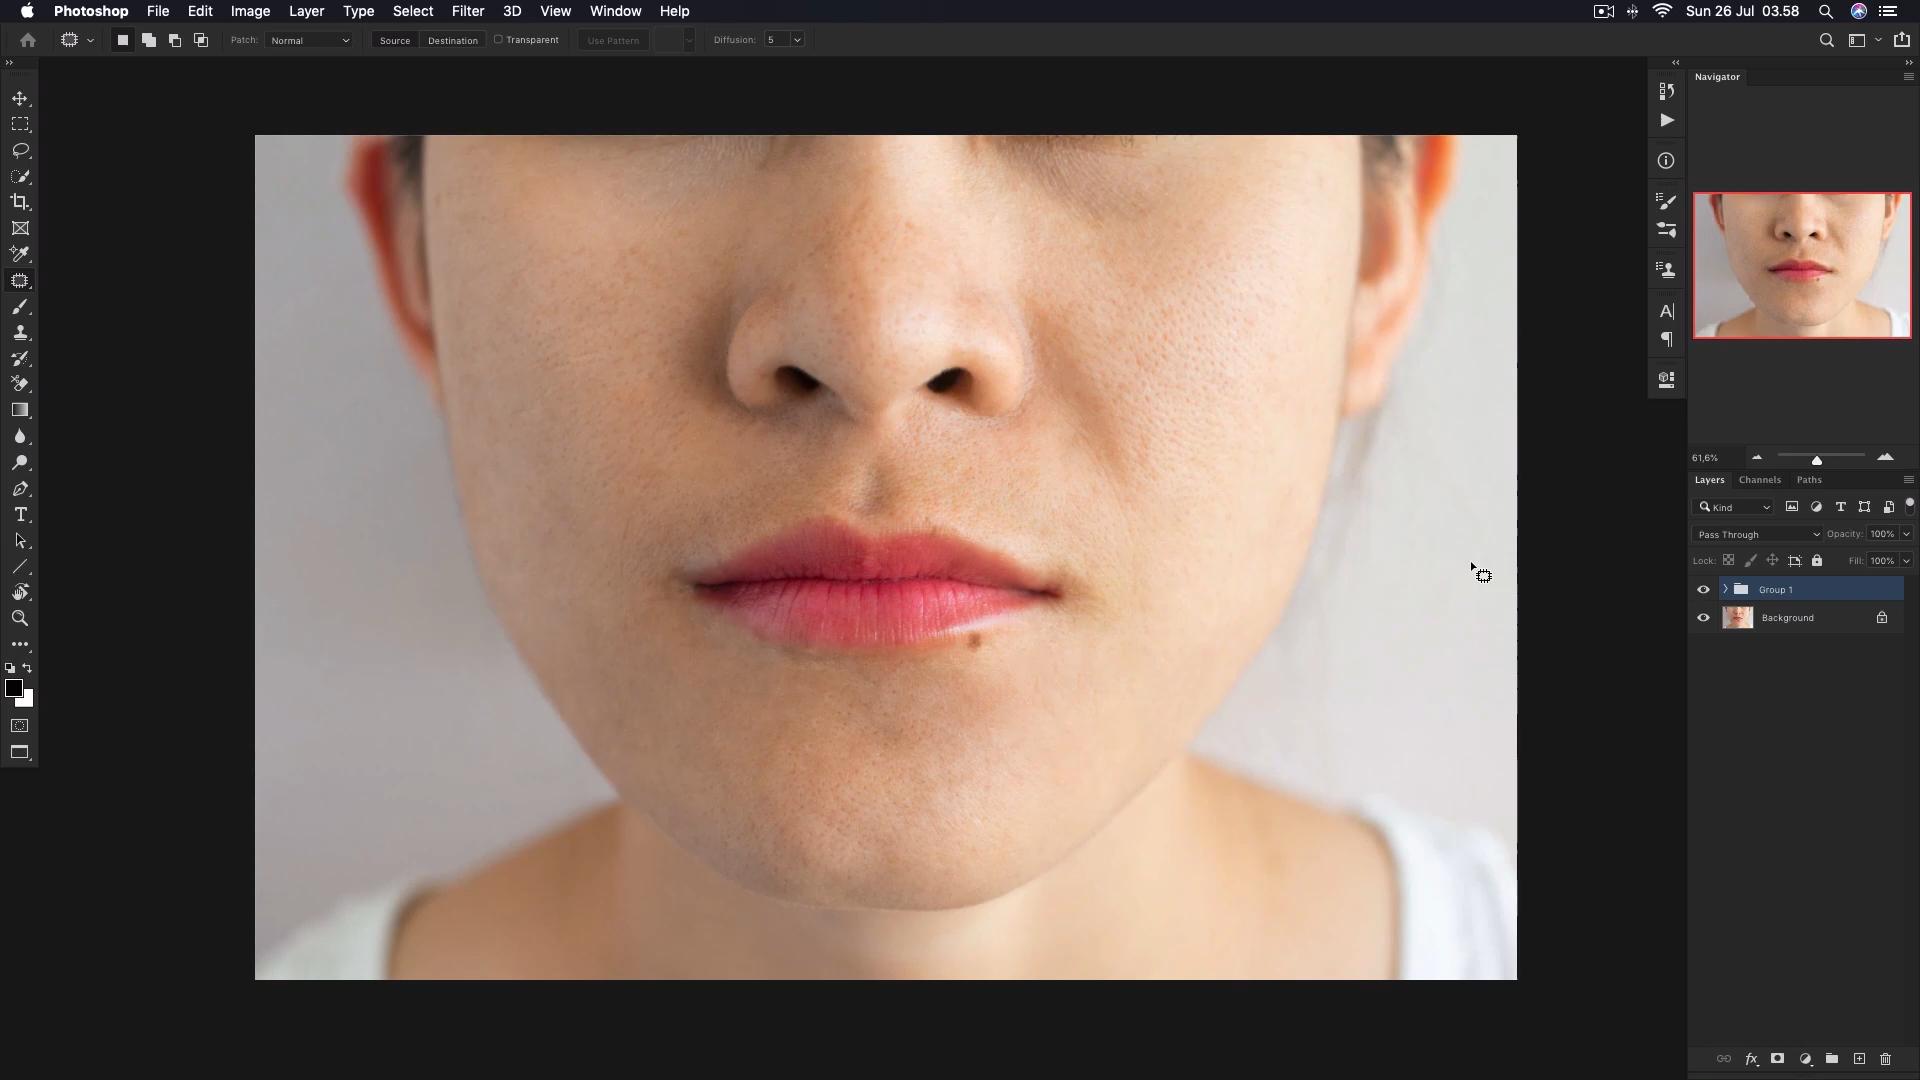 Photoshop File Edit Image Layer Type Select Filter 3D View Window Help Sun 26 Jul 03.58
Patch: Normal Source Destination Transparent Use Pattern Diffusion: 5
Navigator
61,6%
Layers Channels Paths
Kind
Pass Through Opacity: 100%
Lock: Fill: 100%
Group 1
Background